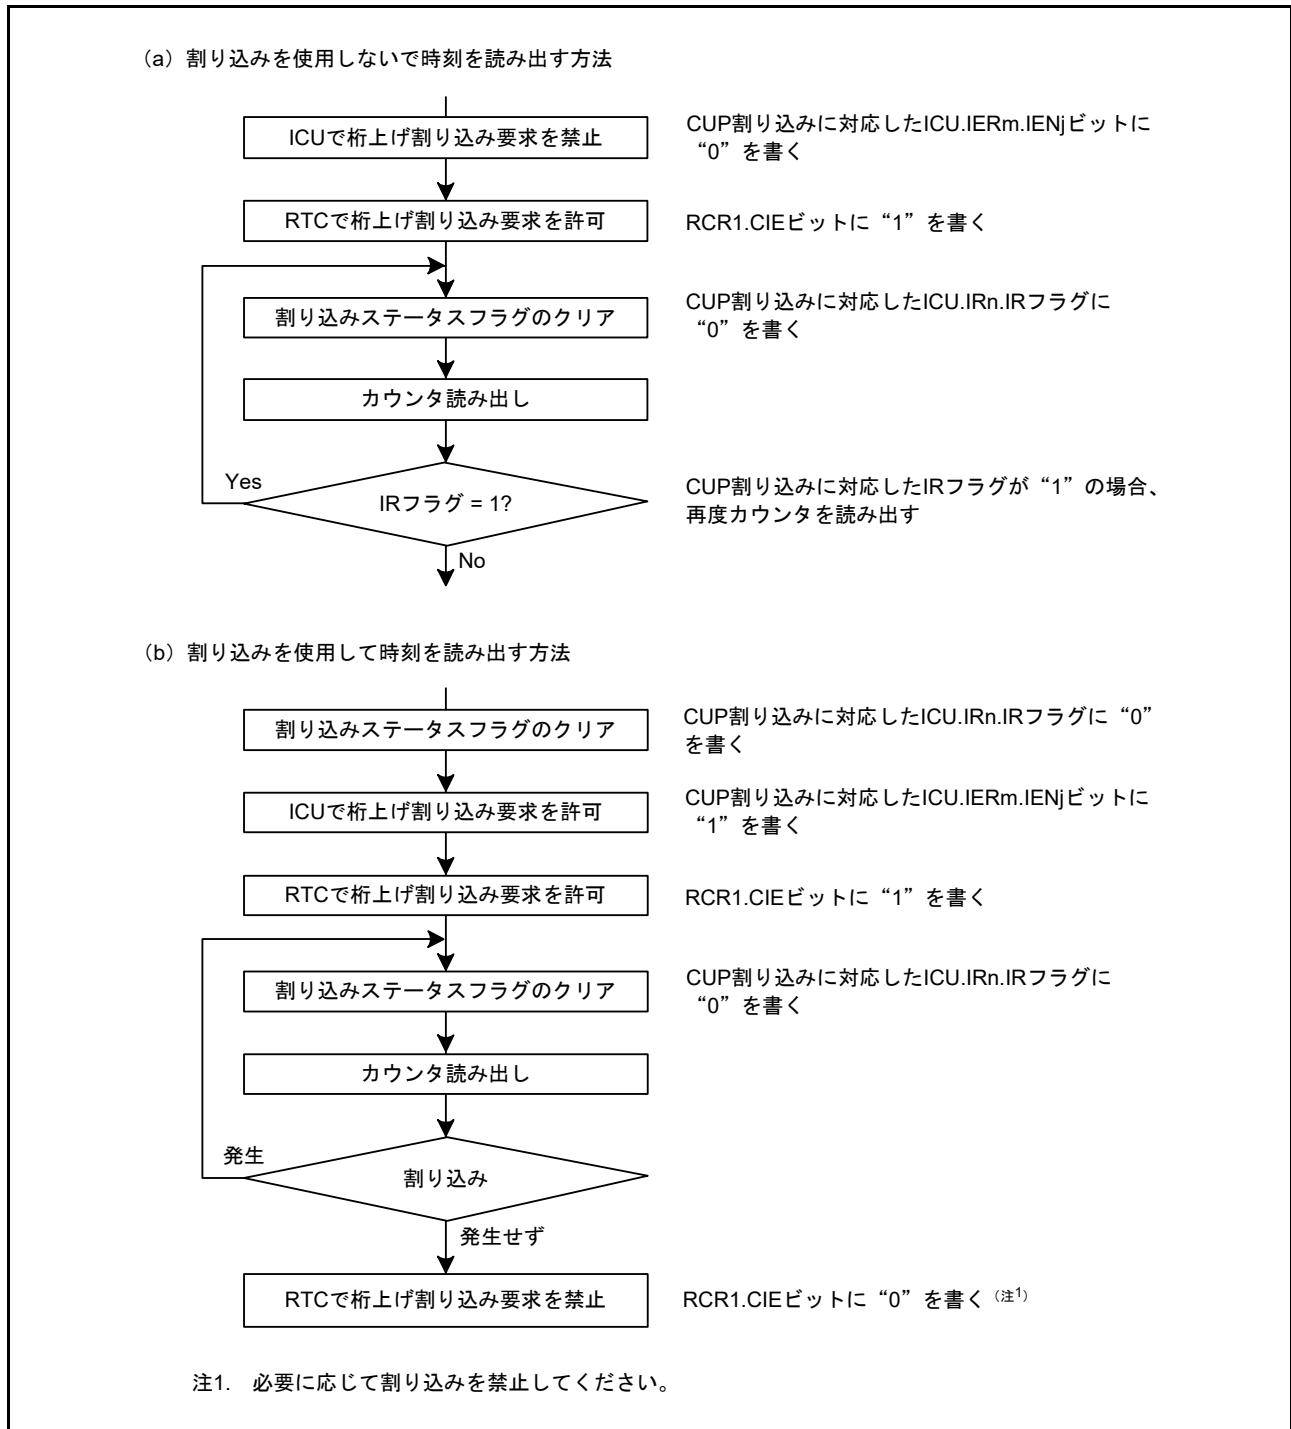 (a) 割り込みを使用しないで時刻を読み出す方法
ICUで桁上げ割り込み要求を禁止
CUP割り込みに対応したICU.IERm.IENjビットに
“0”を書く
RTCで桁上げ割り込み要求を許可
RCR1.CIEビットに“1”を書く
割り込みステータスフラグのクリア
CUP割り込みに対応したICU.IRn.IRフラグに
“0”を書く
カウンタ読み出し
Yes
IRフラグ = 1?
CUP割り込みに対応したIRフラグが“1”の場合、
再度カウンタを読み出す
No
(b) 割り込みを使用して時刻を読み出す方法
割り込みステータスフラグのクリア
CUP割り込みに対応したICU.IRn.IRフラグに“0”
を書く
ICUで桁上げ割り込み要求を許可
CUP割り込みに対応したICU.IERm.IENjビットに
“1”を書く
RTCで桁上げ割り込み要求を許可
RCR1.CIEビットに“1”を書く
割り込みステータスフラグのクリア
CUP割り込みに対応したICU.IRn.IRフラグに
“0”を書く
カウンタ読み出し
発生
割り込み
発生せず
RTCで桁上げ割り込み要求を禁止
RCR1.CIEビットに“0”を書く (注1)
注1. 必要に応じて割り込みを禁止してください。